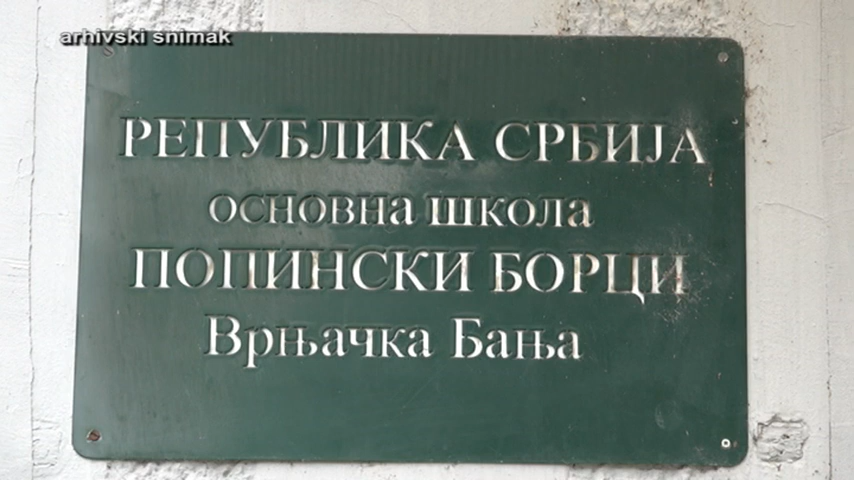 arhivski snimak
РЕПУБЛИКА СРБИЈА
основна школа
ПОПИНСКИ БОРЦИ
Врњачка Бања